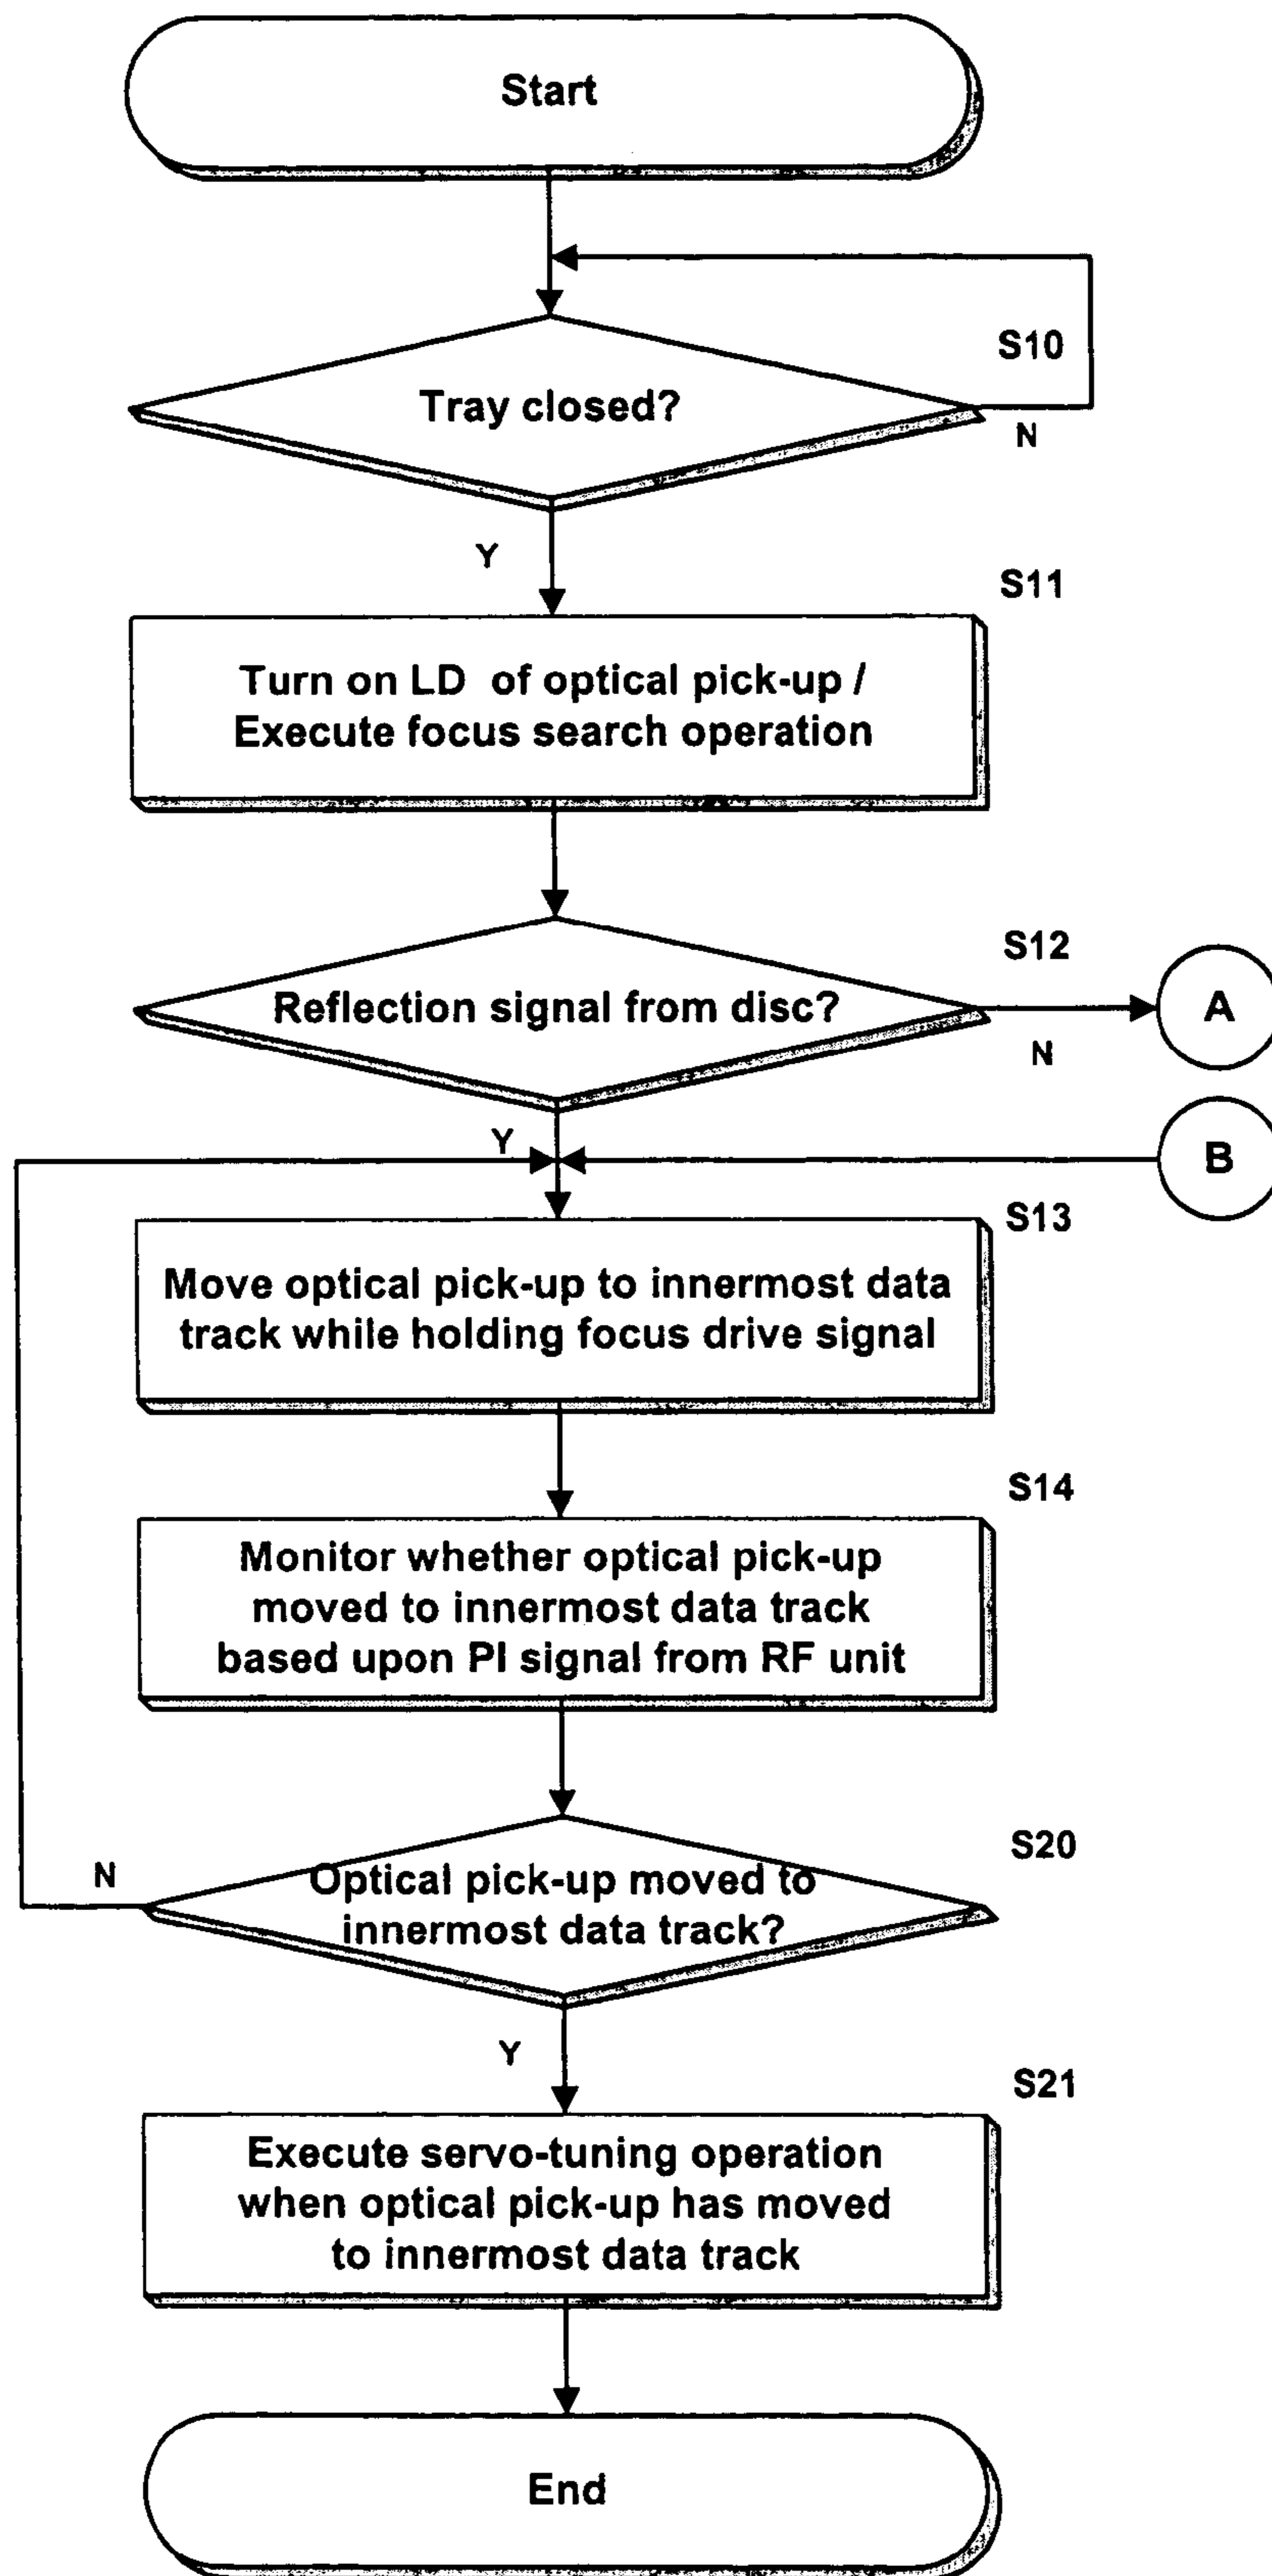 Start
S10
Tray closed?
N
Y
S11
Turn on LD of optical pick-up /
Execute focus search operation
S12
Reflection signal from disc?
A
N
Y
B
S13
Move optical pick-up to innermost data
track while holding focus drive signal
S14
Monitor whether optical pick-up
moved to innermost data track
based upon PI signal from RF unit
S20
N
Optical pick-up moved to
innermost data track?
Y
S21
Execute servo-tuning operation
when optical pick-up has moved
to innermost data track
End